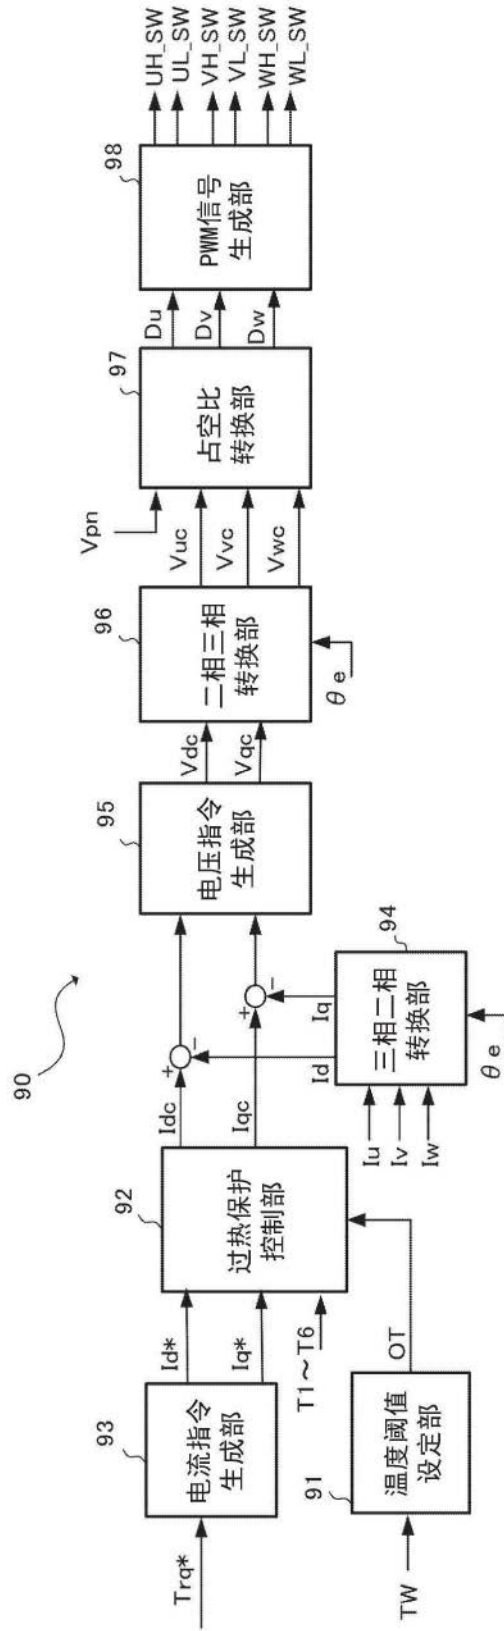 90
Trq*
93
电流指令
生成部
Id*
Iq*
TW
91
温度阈值
设定部
OT
T1～T6
92
过热保护
控制部
Idc
Iqc
+
−
+
−
Id
Iq
Iu
Iv
Iw
94
三相二相
转换部
θe
95
电压指令
生成部
Vdc
Vqc
96
二相三相
转换部
θe
Vpn
Vuc
Vvc
Vwc
97
占空比
转换部
Du
Dv
Dw
98
PWM信号
生成部
UH_SW
UL_SW
VH_SW
VL_SW
WH_SW
WL_SW